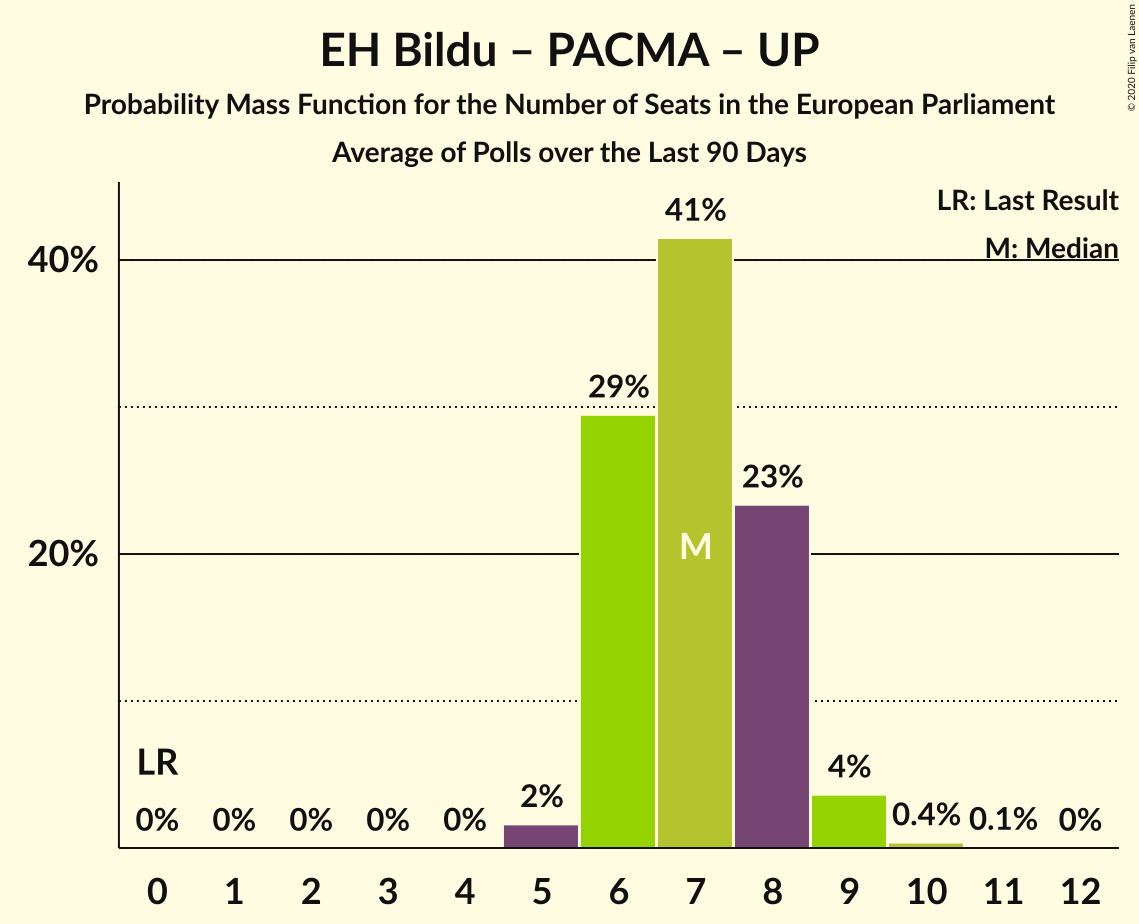 EH Bildu – PACMA – UP
Probability Mass Function for the Number of Seats in the European Parliament
Average of Polls over the Last 90 Days
© 2020 Filip van Laenen
LR: Last Result
M: Median
41%
40%
29%
23%
M
20%
LR
4%
2%
0% 0% 0% 0% 0% 0.4% 0.1% 0%
0 1 2 3 4 5 6 7 8 9 10 11 12